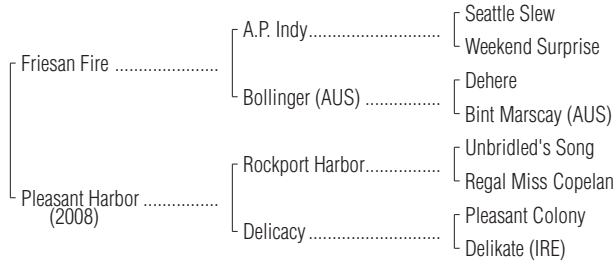 Seattle Slew
A.P. Indy
Weekend Surprise
Friesan Fire
Dehere
Bollinger (AUS)
Bint Marscay (AUS)
Unbridled's Song
Rockport Harbor
Regal Miss Copelan
Pleasant Harbor
(2008)
Pleasant Colony
Delicacy
Delikate (IRE)